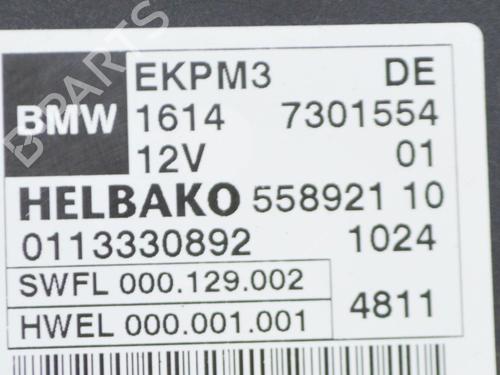 EKPM3 DE
BMW 1614 7301554
12V 01
HELBAKO 558921 10
0113330892 1024
SWFL 000.129.002
HWEL 000.001.001 4811
B-PARTS